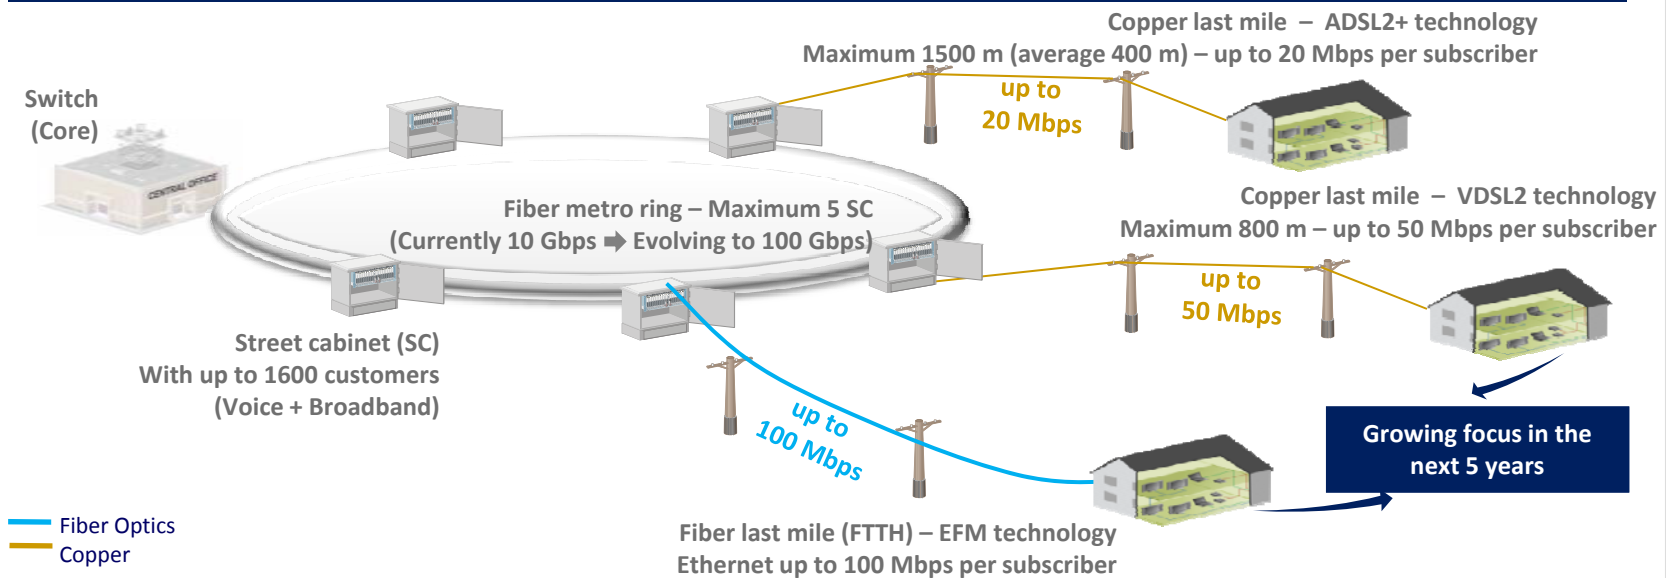 Copper last mile – ADSL2+ technology
Maximum 1500 m (average 400 m) – up to 20 Mbps per subscriber
Switch
(Core)
CENTRAL OFFICE
up to
20 Mbps
Copper last mile – VDSL2 technology
Maximum 800 m – up to 50 Mbps per subscriber
Fiber metro ring – Maximum 5 SC
(Currently 10 Gbps ➡ Evolving to 100 Gbps)
up to
50 Mbps
Street cabinet (SC)
With up to 1600 customers
(Voice + Broadband)
up to
100 Mbps
Growing focus in the
next 5 years
Fiber last mile (FTTH) – EFM technology
Ethernet up to 100 Mbps per subscriber
Fiber Optics
Copper